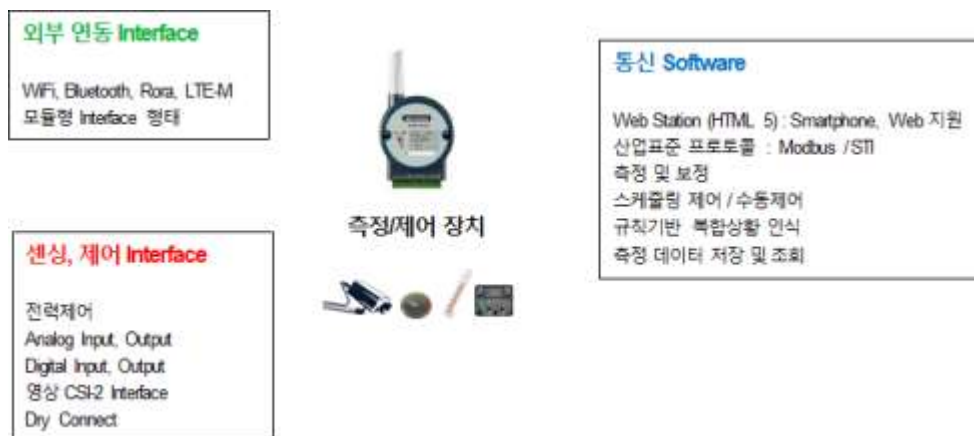 외부 연동 Interface
WiFi, Bluetooth, Rora, LTE-M
모듈형 Interface 형태
통신 Software
Web Station (HTML 5) : Smartphone, Web 지원
산업표준 프로토콜 : Modbus / STI
측정 및 보정
스케줄링 제어 / 수동제어
규칙기반 복합상황 인식
측정 데이터 저장 및 조회
측정/제어 장치
센싱, 제어 Interface
전력제어
Analog Input, Output
Digital Input, Output
영상 CSI-2 Interface
Dry Connect